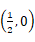 (1/2, 0)